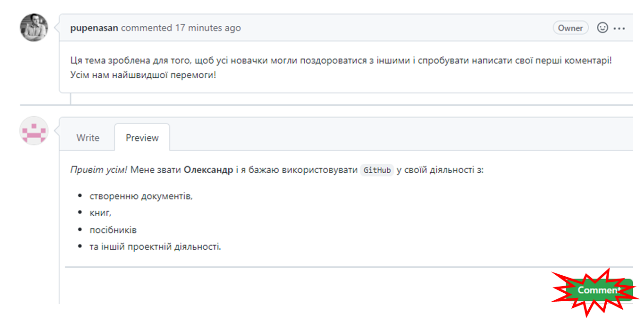 pupenasan commented 17 minutes ago
Owner
Ця тема зроблена для того, щоб усі новачки могли поздороватися з іншими і спробувати написати свої перші коментарі!
Усім нам найшвидшої перемоги!
Write
Preview
Привіт усім! Мене звати Олександр і я бажаю використовувати GitHub у своїй діяльності з:
створенню документів,
книг,
посібників
та іншій проектній діяльності.
Comment